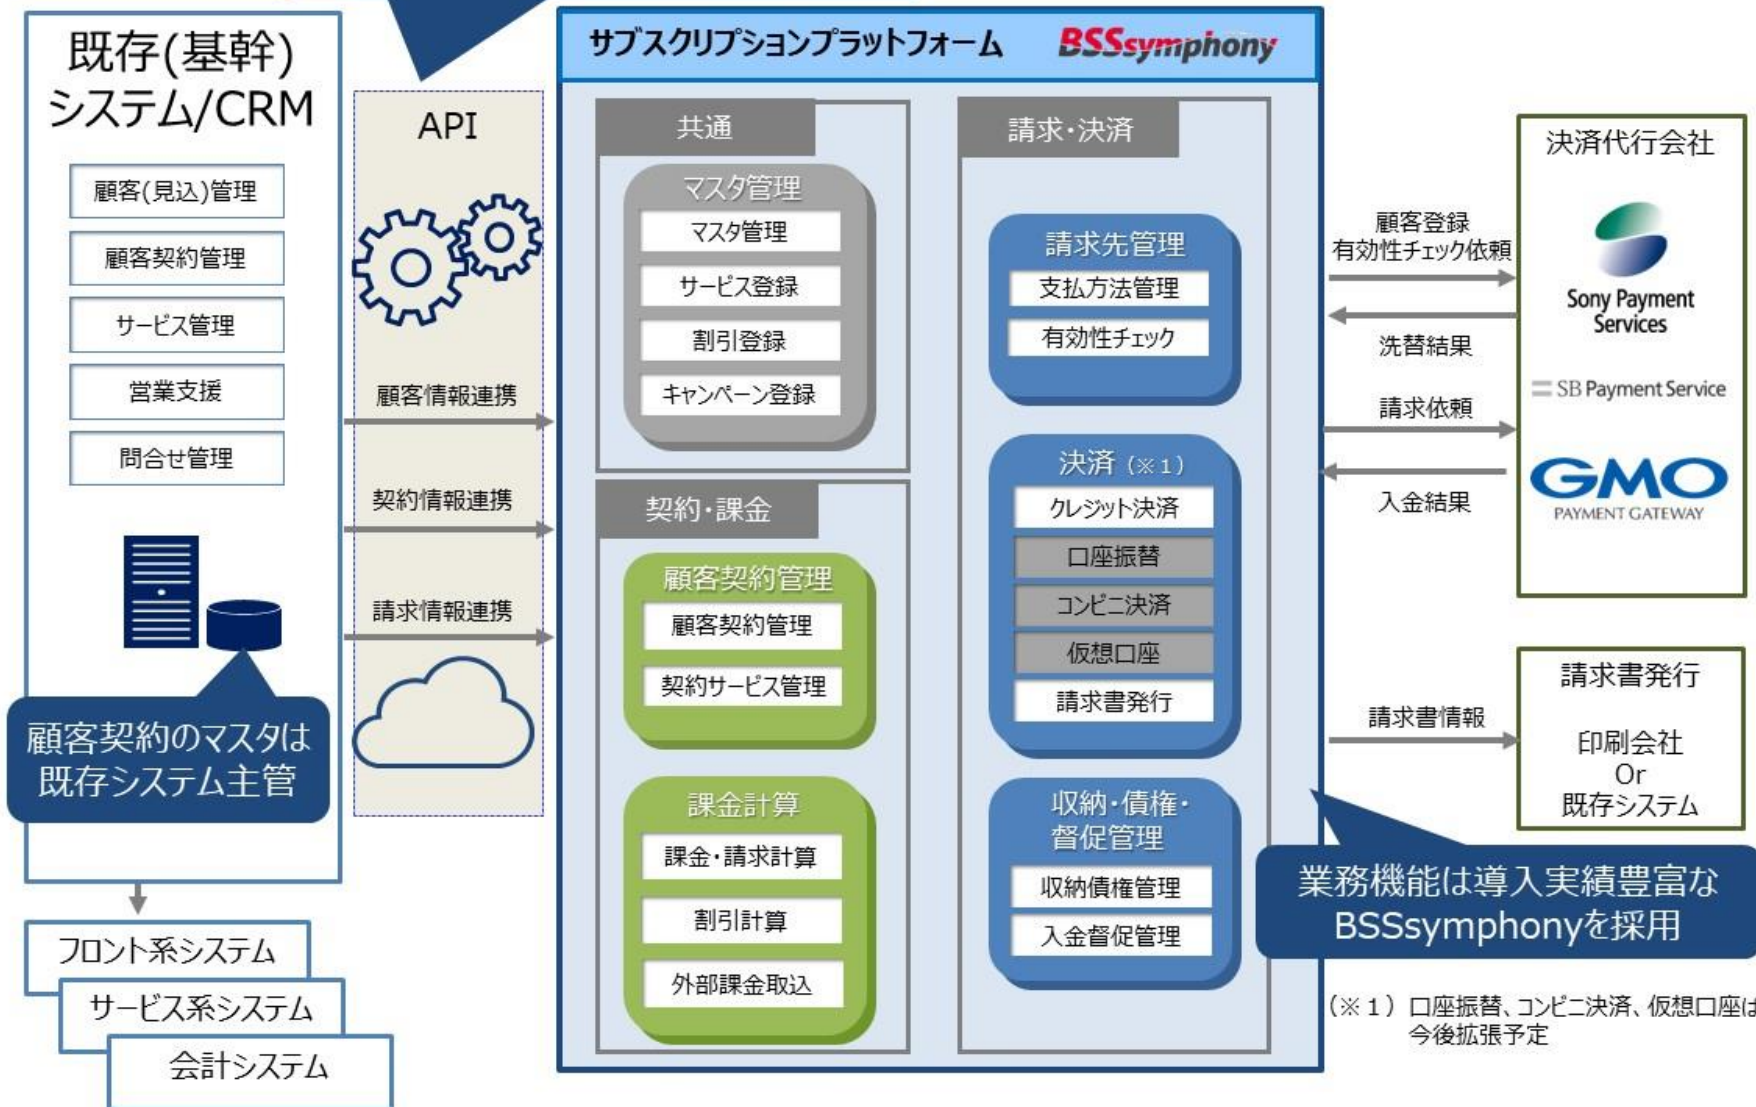 既存(基幹)
システム/CRM
顧客(見込)管理
顧客契約管理
サービス管理
営業支援
問合せ管理
顧客契約のマスタは
既存システム主管
フロント系システム
サービス系システム
会計システム
API
顧客情報連携
契約情報連携
請求情報連携
サブスクリプションプラットフォーム BSSsymphony
共通
マスタ管理
マスタ管理
サービス登録
割引登録
キャンペーン登録
契約・課金
顧客契約管理
顧客契約管理
契約サービス管理
課金計算
課金・請求計算
割引計算
外部課金取込
請求・決済
請求先管理
支払方法管理
有効性チェック
決済(※1)
クレジット決済
口座振替
コンビニ決済
仮想口座
請求書発行
収納・債権・
督促管理
収納債権管理
入金督促管理
顧客登録
有効性チェック依頼
洗替結果
請求依頼
入金結果
請求書情報
決済代行会社
Sony Payment
Services
SB Payment Service
GMO
PAYMENT GATEWAY
請求書発行
印刷会社
Or
既存システム
業務機能は導入実績豊富な
BSSsymphonyを採用
(※1)口座振替、コンビニ決済、仮想口座は
今後拡張予定